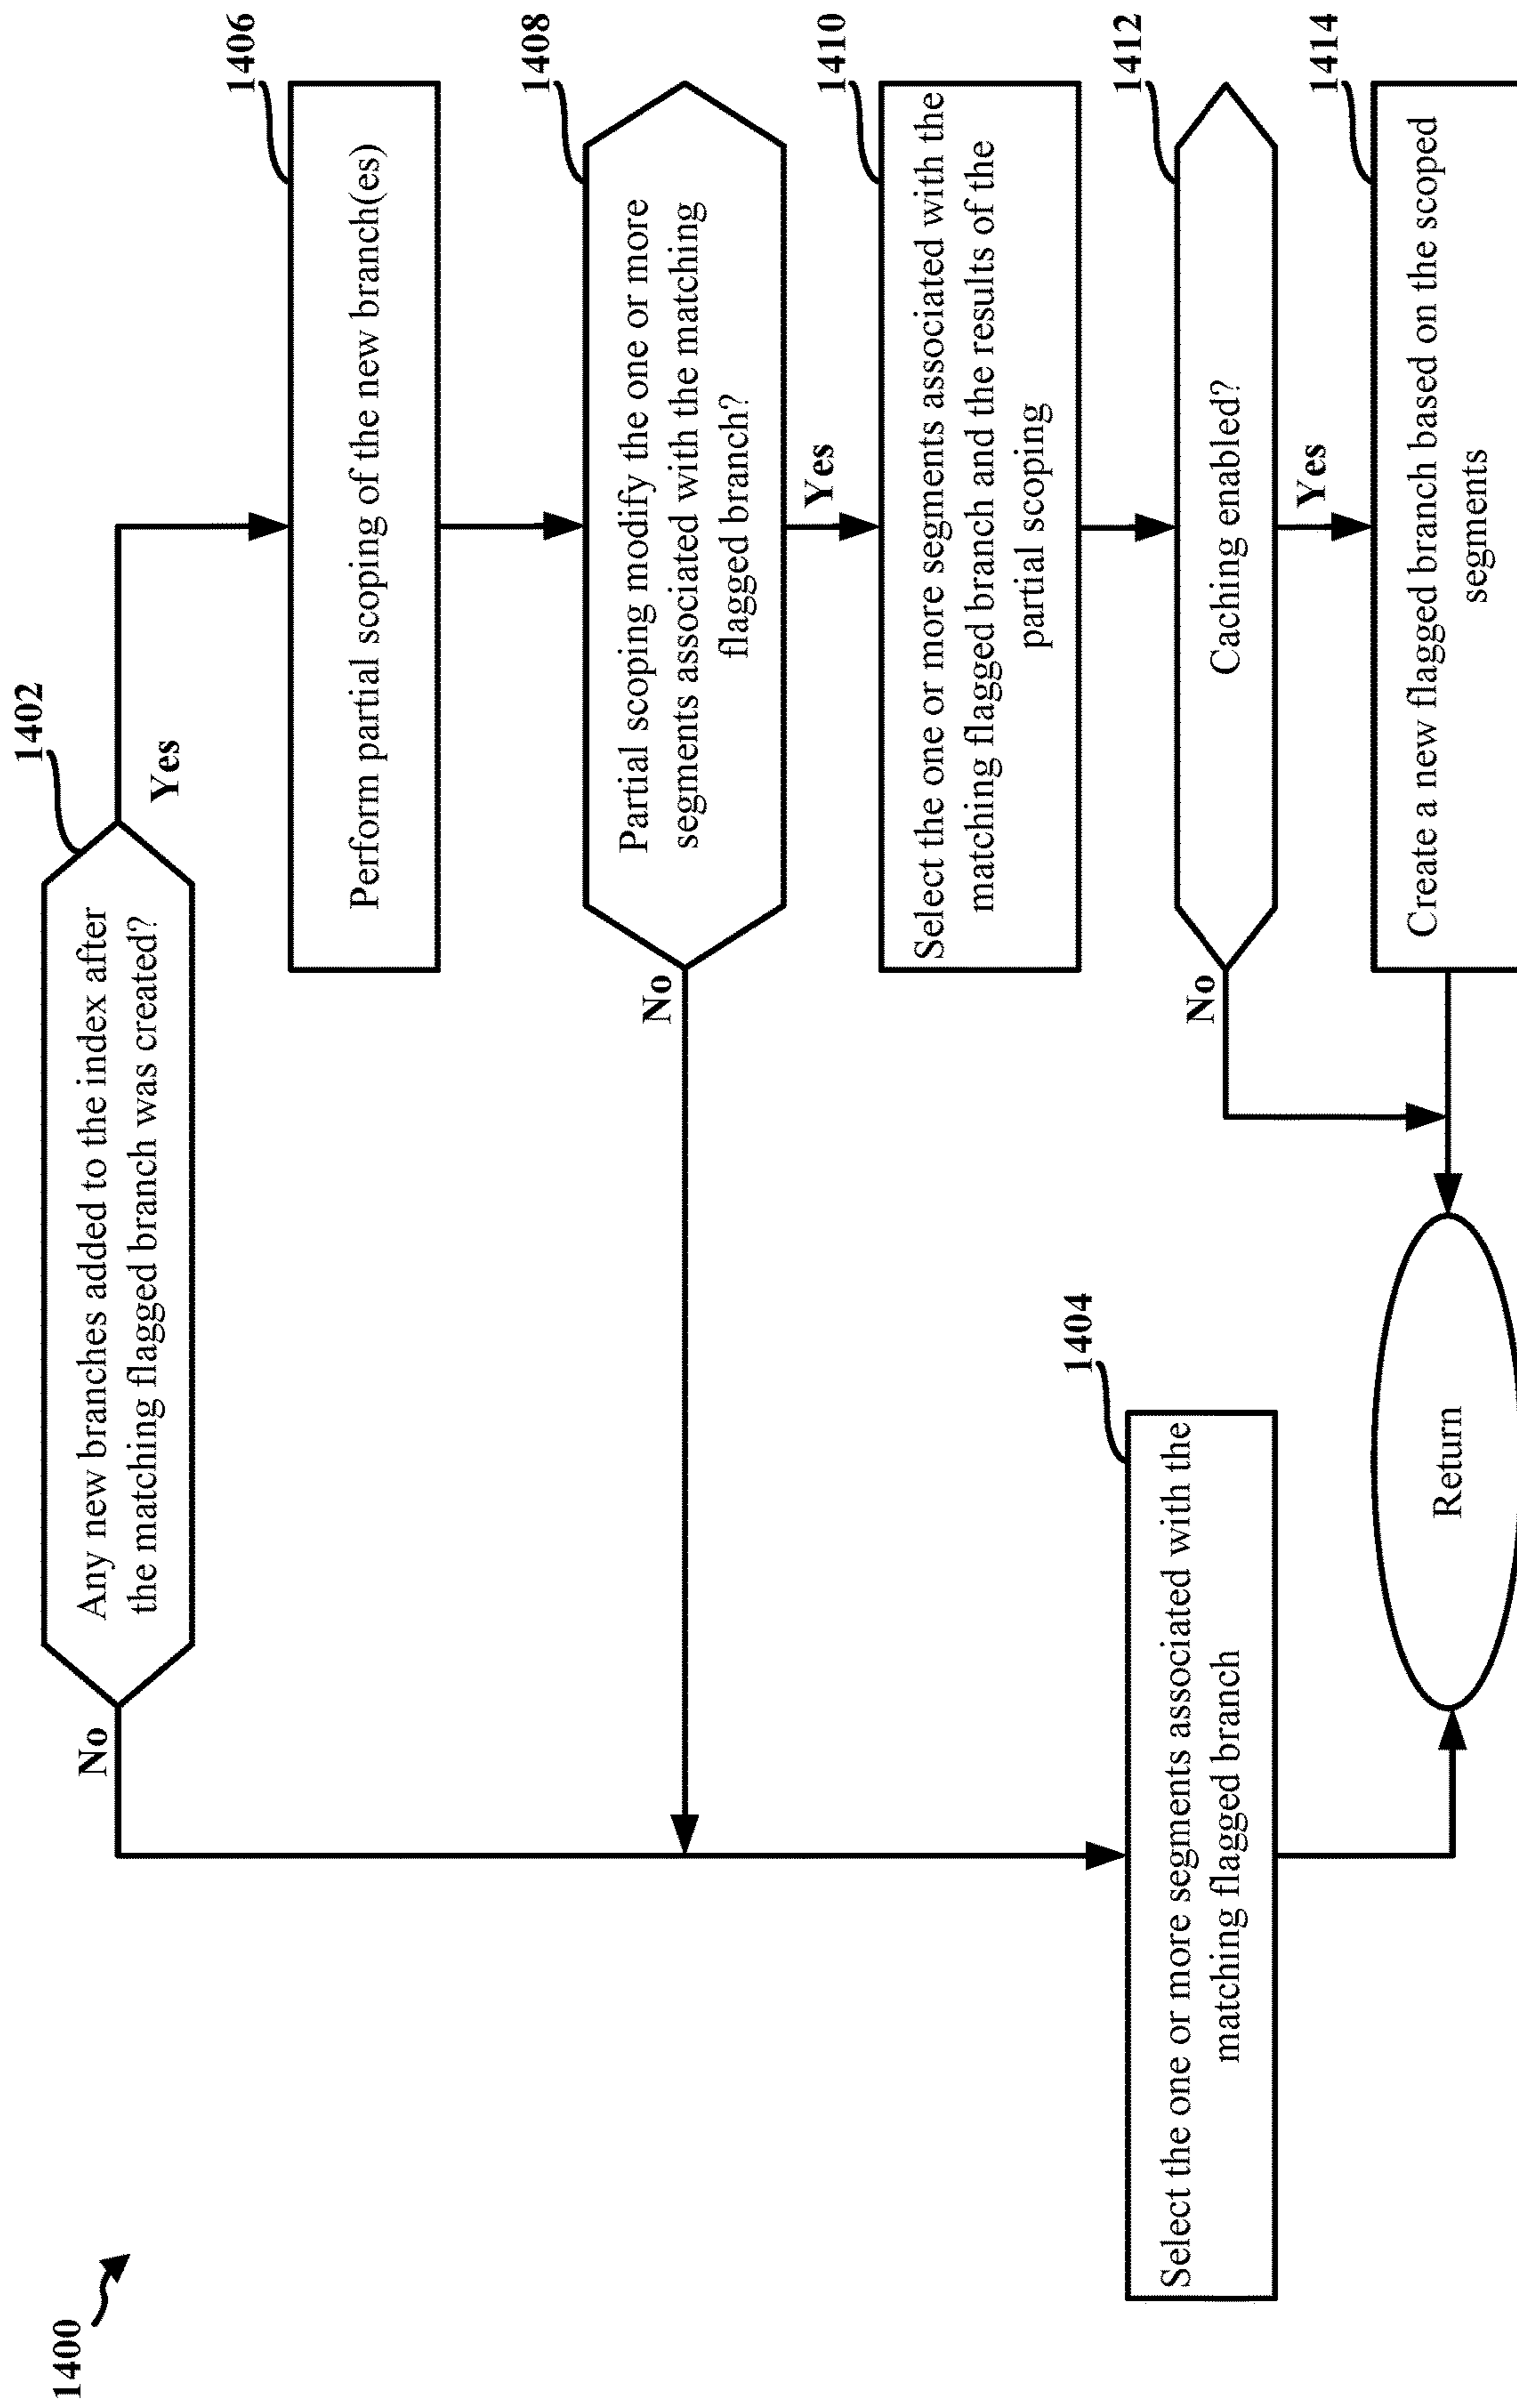 1400
1402
Any new branches added to the index after
the matching flagged branch was created?
No
Yes
1406
Perform partial scoping of the new branch(es)
1408
Partial scoping modify the one or more
segments associated with the matching
flagged branch?
No
Yes
1410
Select the one or more segments associated with the
matching flagged branch and the results of the
partial scoping
1404
Select the one or more segments associated with the
matching flagged branch
1412
Caching enabled?
No
Yes
1414
Create a new flagged branch based on the scoped
segments
Return